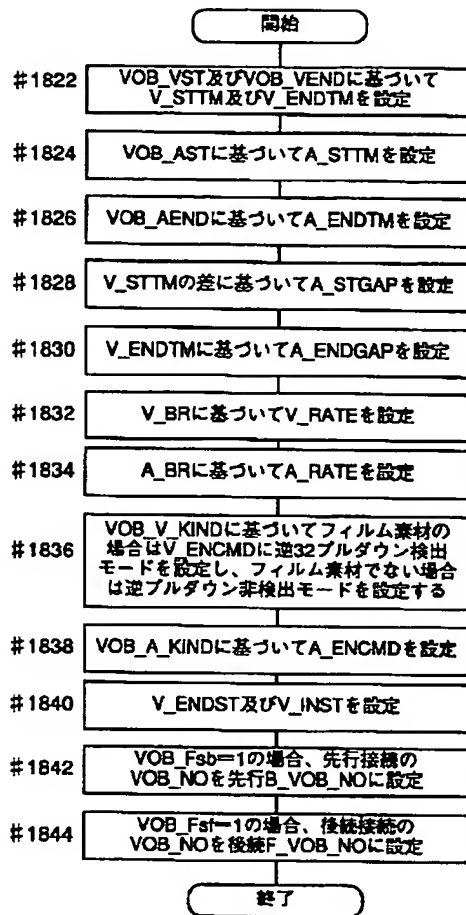 開始
#1822
VOB_VST及びVOB_VENDに基づいて
V_STTM及びV_ENDTMを設定
#1824
VOB_ASTに基づいてA_STTMを設定
#1826
VOB_AENDに基づいてA_ENDTMを設定
#1828
V_STTMの差に基づいてA_STGAPを設定
#1830
V_ENDTMに基づいてA_ENDGAPを設定
#1832
V_BRに基づいてV_RATEを設定
#1834
A_BRに基づいてA_RATEを設定
#1836
VOB_V_KINDに基づいてフィルム素材の
場合はV_ENCMDに逆32プルダウン検出
モードを設定し、フィルム素材でない場合
は逆プルダウン非検出モードを設定する
#1838
VOB_A_KINDに基づいてA_ENCMDを設定
#1840
V_ENDST及びV_INSTを設定
#1842
VOB_Fsb=1の場合、先行接続の
VOB_NOを先行B_VOB_NOに設定
#1844
VOB_Fsf=1の場合、後続接続の
VOB_NOを後続F_VOB_NOに設定
終了